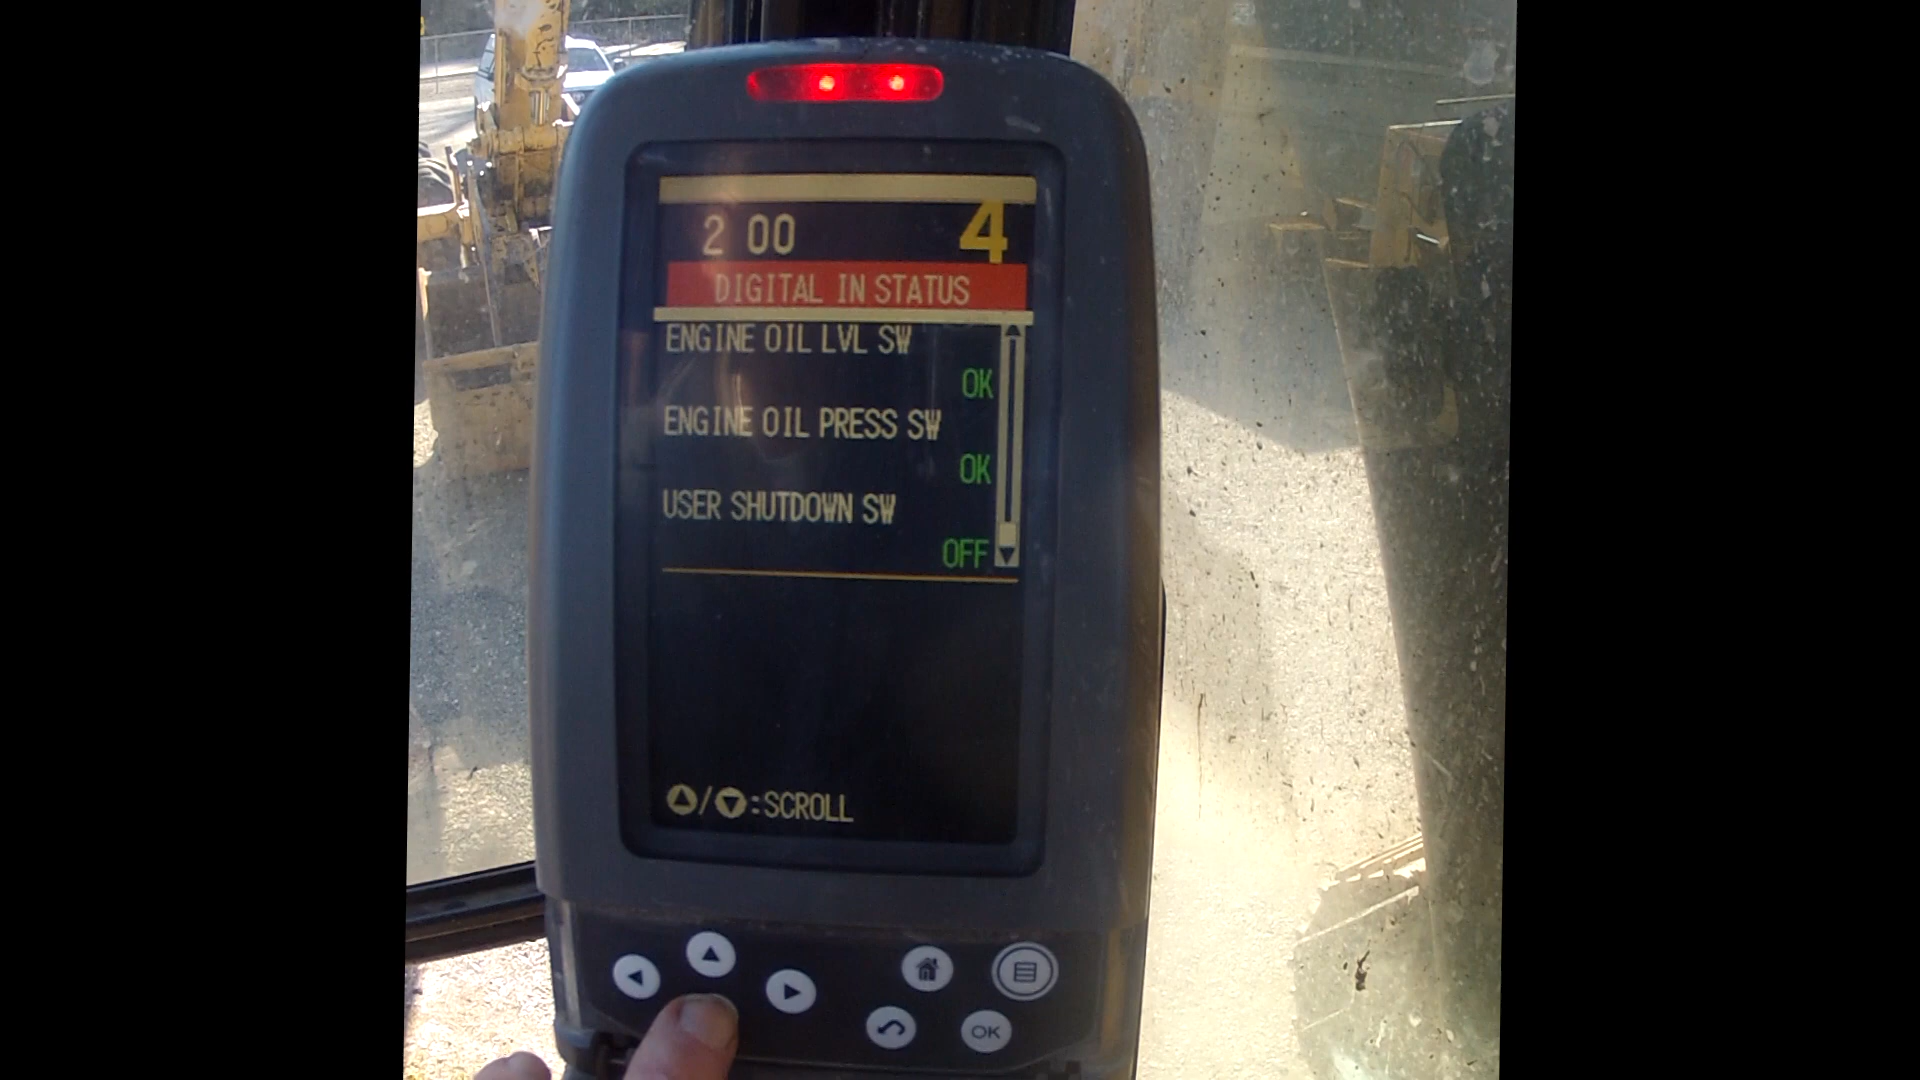 2 00 4
DIGITAL IN STATUS
ENGINE OIL LVL SW
OK
ENGINE OIL PRESS SW
OK
USER SHUTDOWN SW
OFF
/ :SCROLL
OK